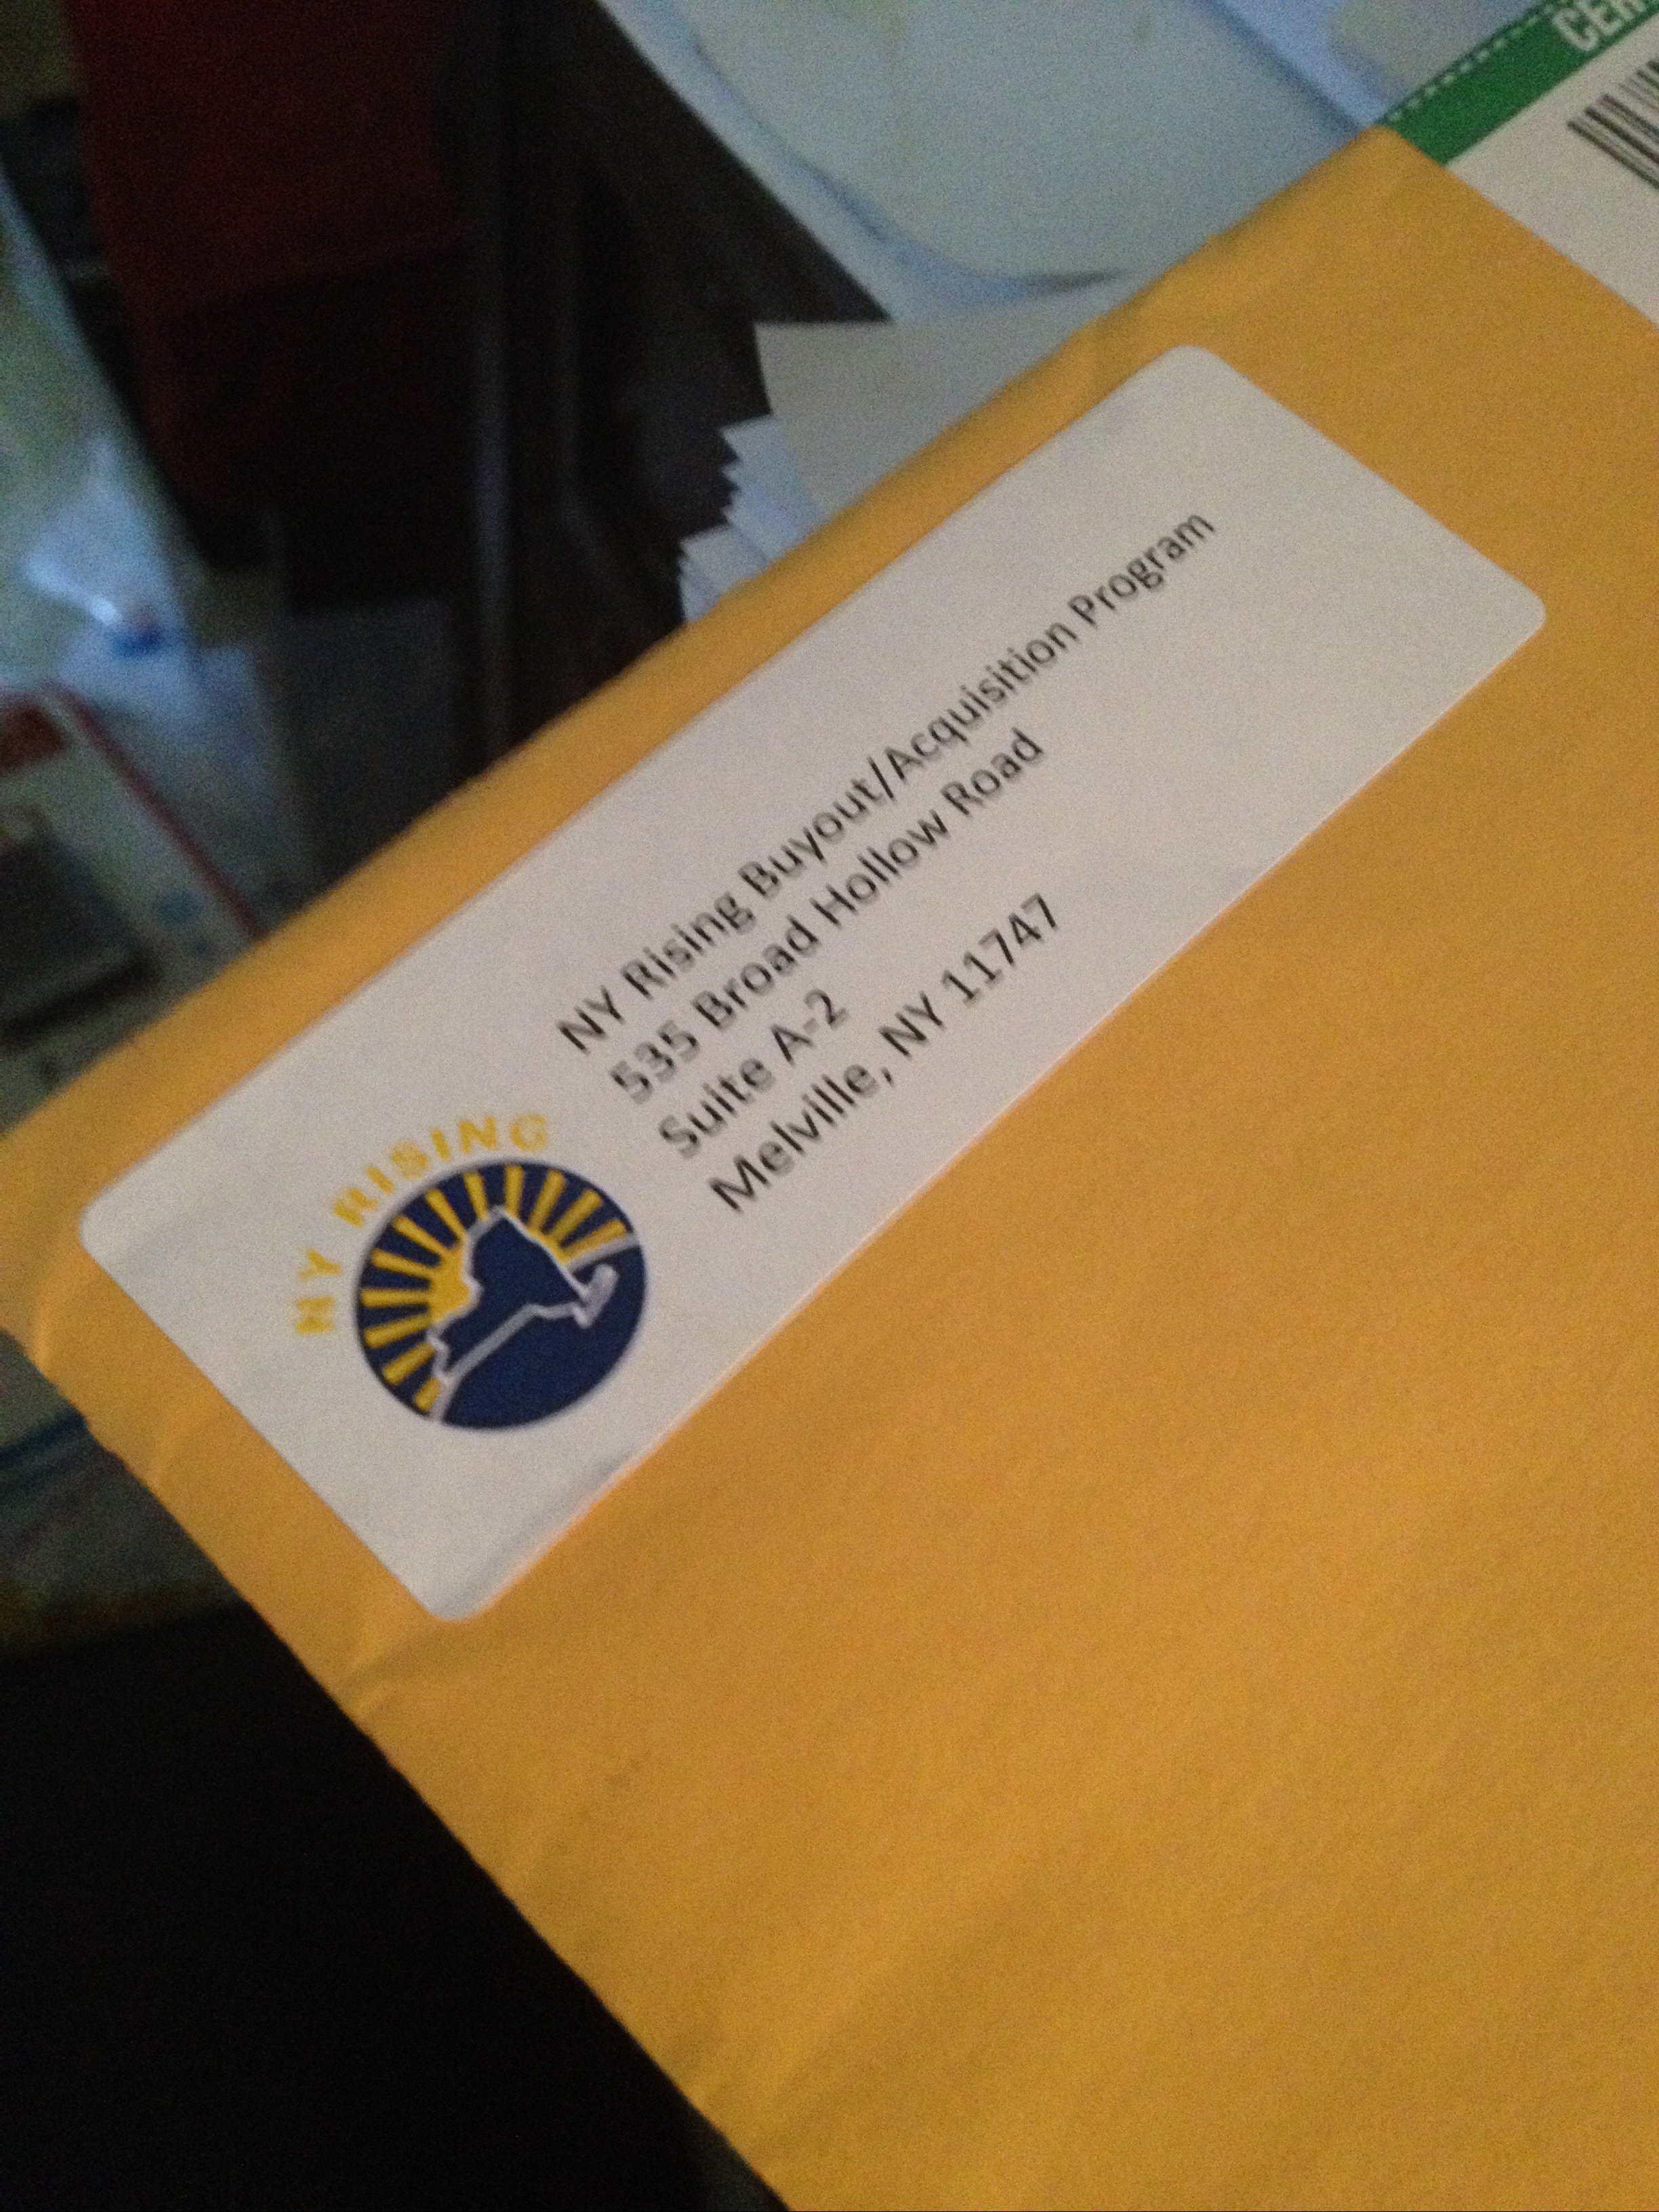 NY RISING
NY Rising Buyout/Acquisition Program
535 Broad Hollow Road
Suite A-2
Melville, NY 11747